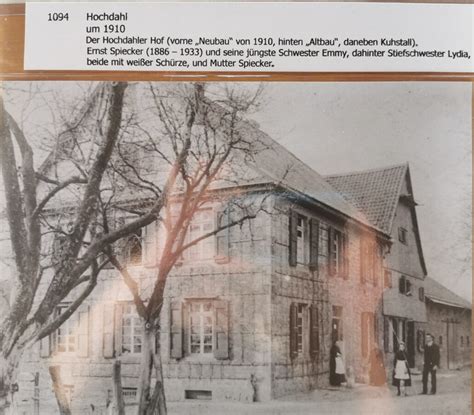 1094 Hochdahl
um 1910
Der Hochdahler Hof (vorne „Neubau" von 1910, hinten „Altbau", daneben Kuhstall).
Ernst Spiecker (1886 – 1933) und seine jüngste Schwester Emmy, dahinter Stiefschwester Lydia,
beide mit weißer Schürze, und Mutter Spiecker.